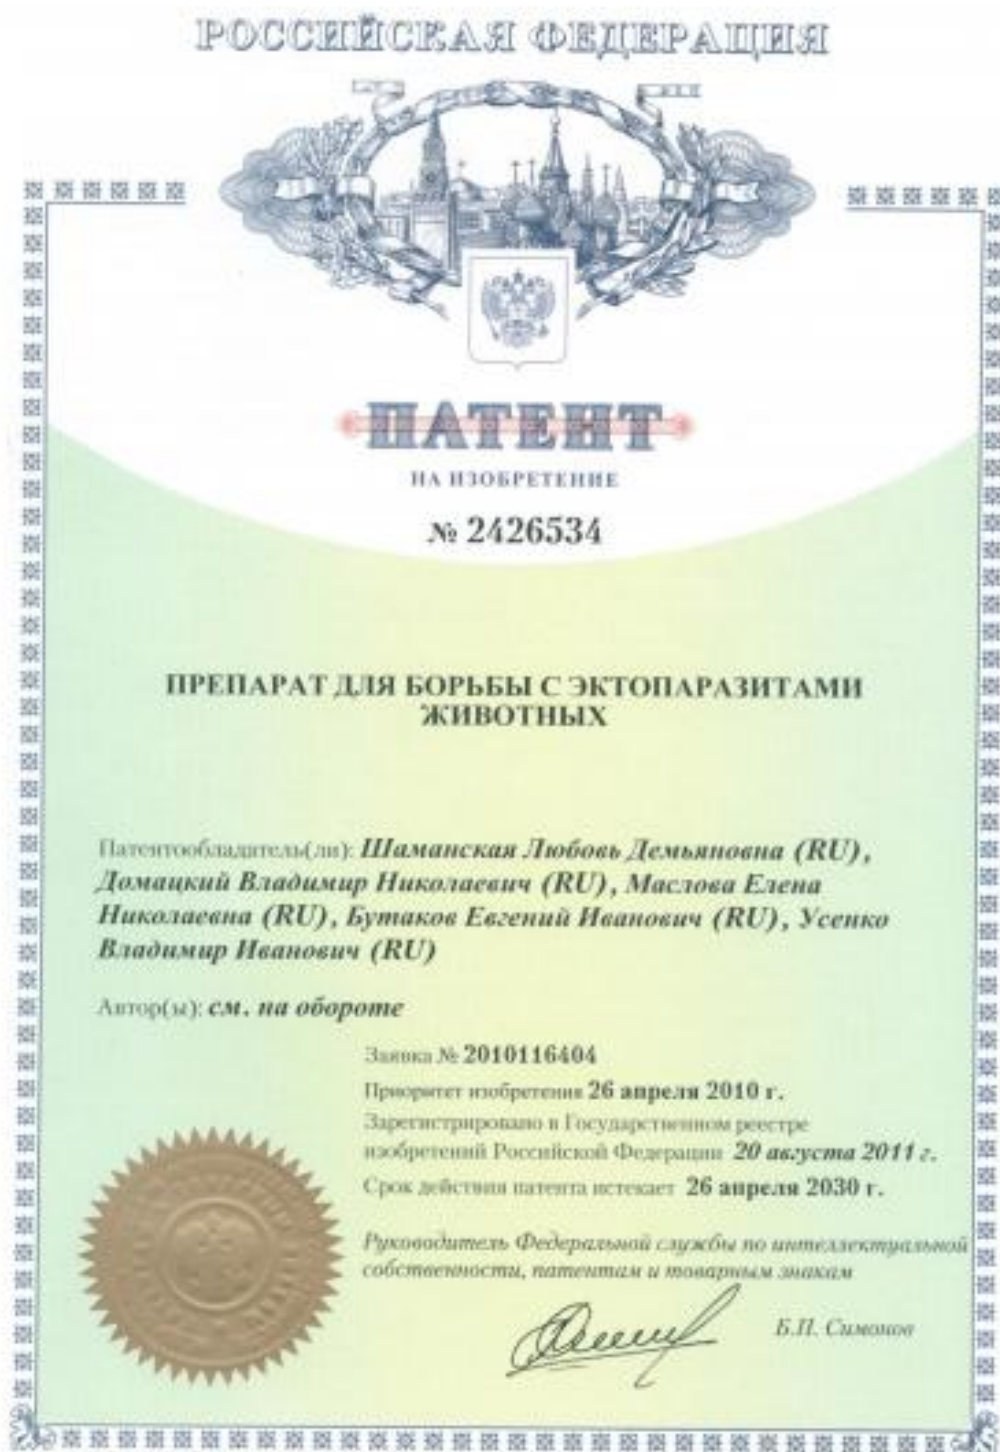 РОССИЙСКАЯ ФЕДЕРАЦИЯ
ПАТЕНТ
НА ИЗОБРЕТЕНИЕ
№ 2426534
ПРЕПАРАТ ДЛЯ БОРЬБЫ С ЭКТОПАРАЗИТАМИ
ЖИВОТНЫХ
Патентообладатель(ли): Шаманская Любовь Демьяновна (RU),
Домацкий Владимир Николаевич (RU), Маслова Елена
Николаевна (RU), Бутаков Евгений Иванович (RU), Усенко
Владимир Иванович (RU)
Автор(ы): см. на обороте
Заявка № 2010116404
Приоритет изобретения 26 апреля 2010 г.
Зарегистрировано в Государственном реестре
изобретений Российской Федерации 20 августа 2011 г.
Срок действия патента истекает 26 апреля 2030 г.
Руководитель Федеральной службы по интеллектуальной
собственности, патентам и товарным знакам
Б.П. Симонов